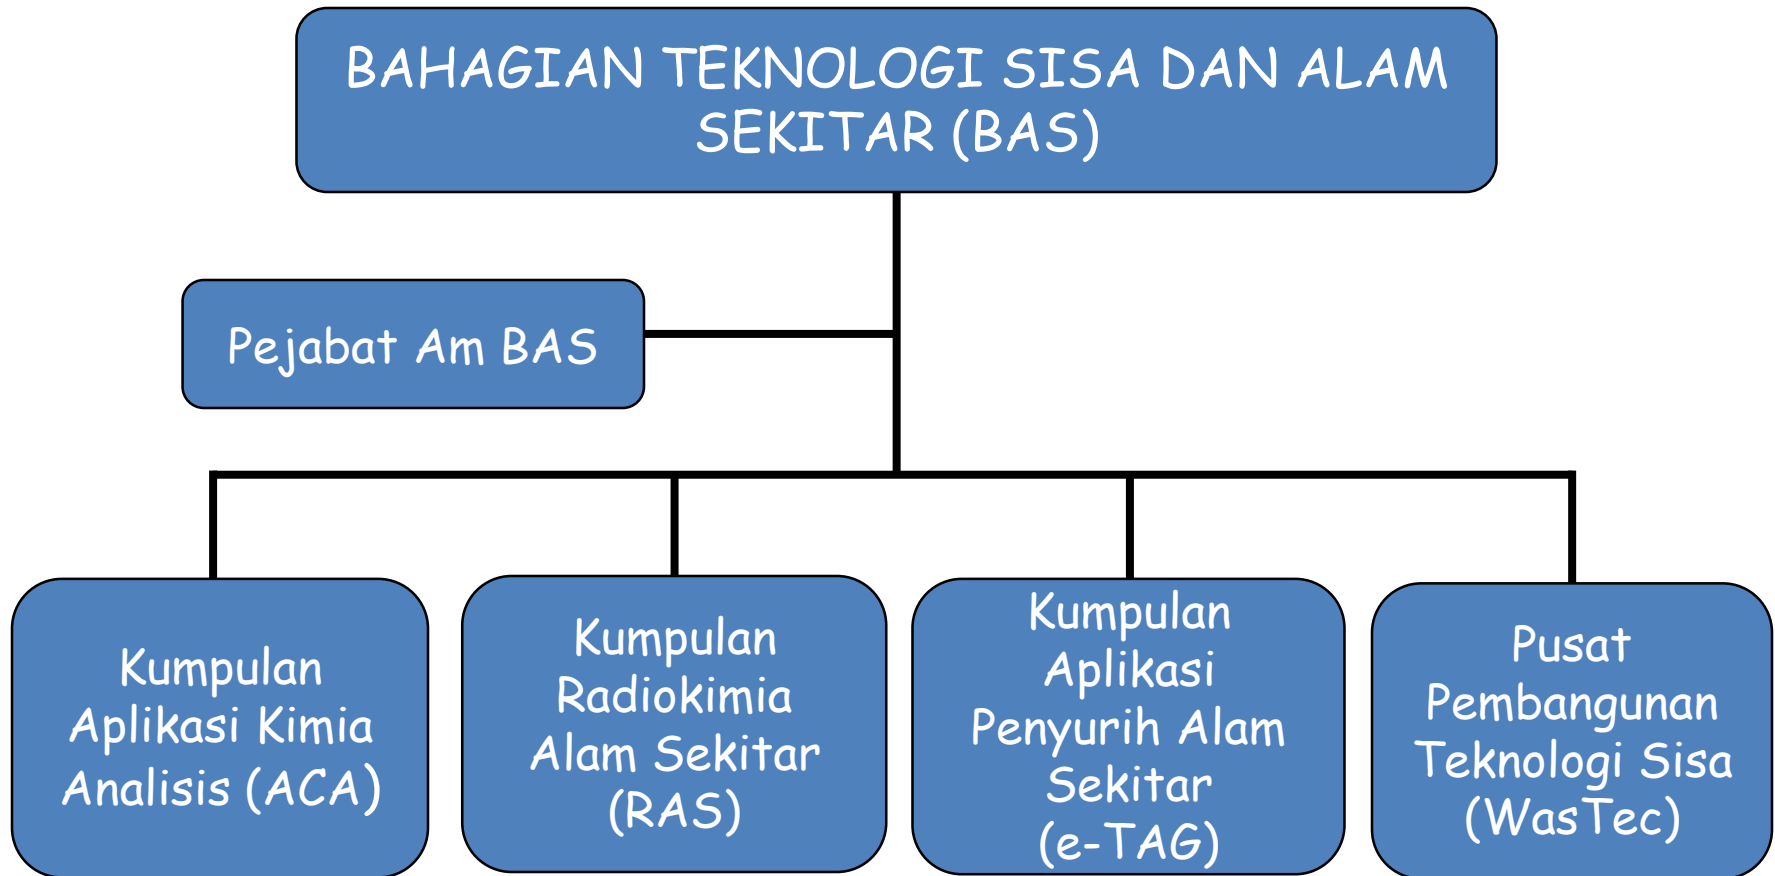 BAHAGIAN TEKNOLOGI SISA DAN ALAM
SEKITAR (BAS)
Pejabat Am BAS
Kumpulan
Aplikasi Kimia
Analisis (ACA)
Kumpulan
Radiokimia
Alam Sekitar
(RAS)
Kumpulan
Aplikasi
Penyurih Alam
Sekitar
(e-TAG)
Pusat
Pembangunan
Teknologi Sisa
(WasTec)